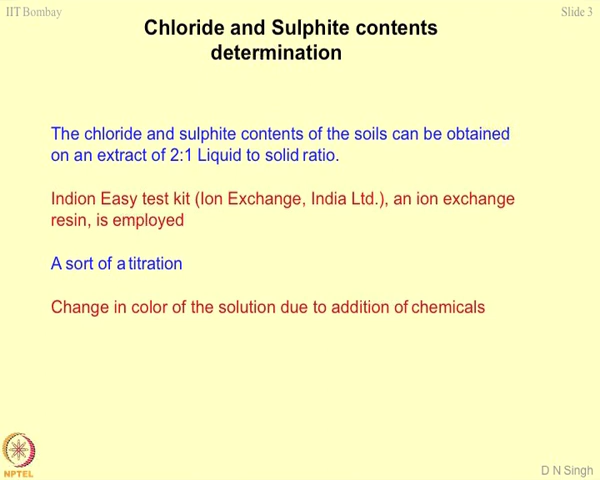 IIT Bombay
Slide 3
Chloride and Sulphite contents
determination
The chloride and sulphite contents of the soils can be obtained
on an extract of 2:1 Liquid to solid ratio.
Indion Easy test kit (Ion Exchange, India Ltd.), an ion exchange
resin, is employed
A sort of a titration
Change in color of the solution due to addition of chemicals
NPTEL
D N Singh